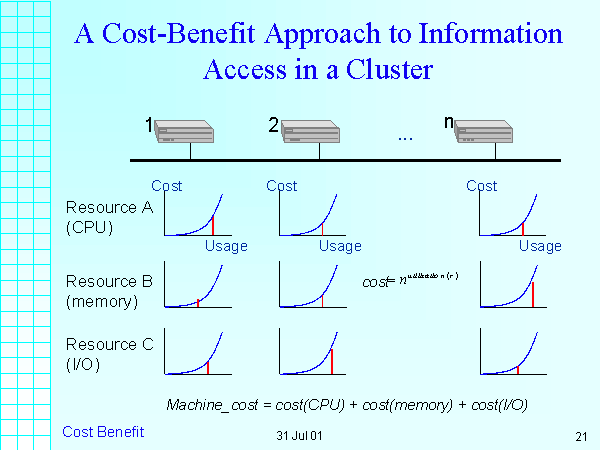 A Cost-Benefit Approach to Information
Access in a Cluster
1 2 ... n
Cost Cost Cost
Resource A
(CPU)
Usage Usage Usage
Resource B
(memory)
cost= n^utilization(r)
Resource C
(I/O)
Machine_cost = cost(CPU) + cost(memory) + cost(I/O)
Cost Benefit 31 Jul 01 21